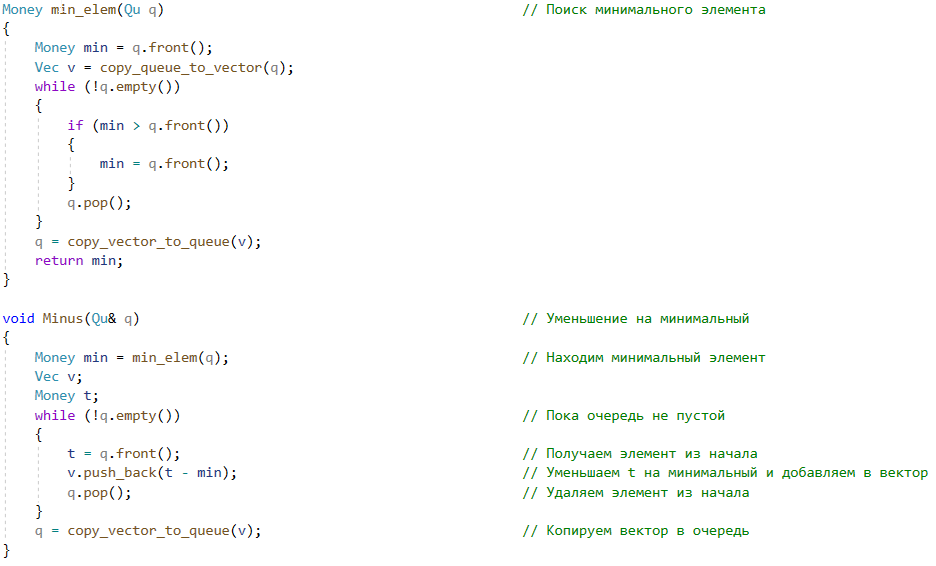 Money min_elem(Qu q) // Поиск минимального элемента
{
Money min = q.front();
Vec v = copy_queue_to_vector(q);
while (!q.empty())
{
if (min > q.front())
{
min = q.front();
}
q.pop();
}
q = copy_vector_to_queue(v);
return min;
}
void Minus(Qu& q) // Уменьшение на минимальный
{
Money min = min_elem(q); // Находим минимальный элемент
Vec v;
Money t;
while (!q.empty()) // Пока очередь не пустой
{
t = q.front(); // Получаем элемент из начала
v.push_back(t - min); // Уменьшаем t на минимальный и добавляем в вектор
q.pop(); // Удаляем элемент из начала
}
q = copy_vector_to_queue(v); // Копируем вектор в очередь
}